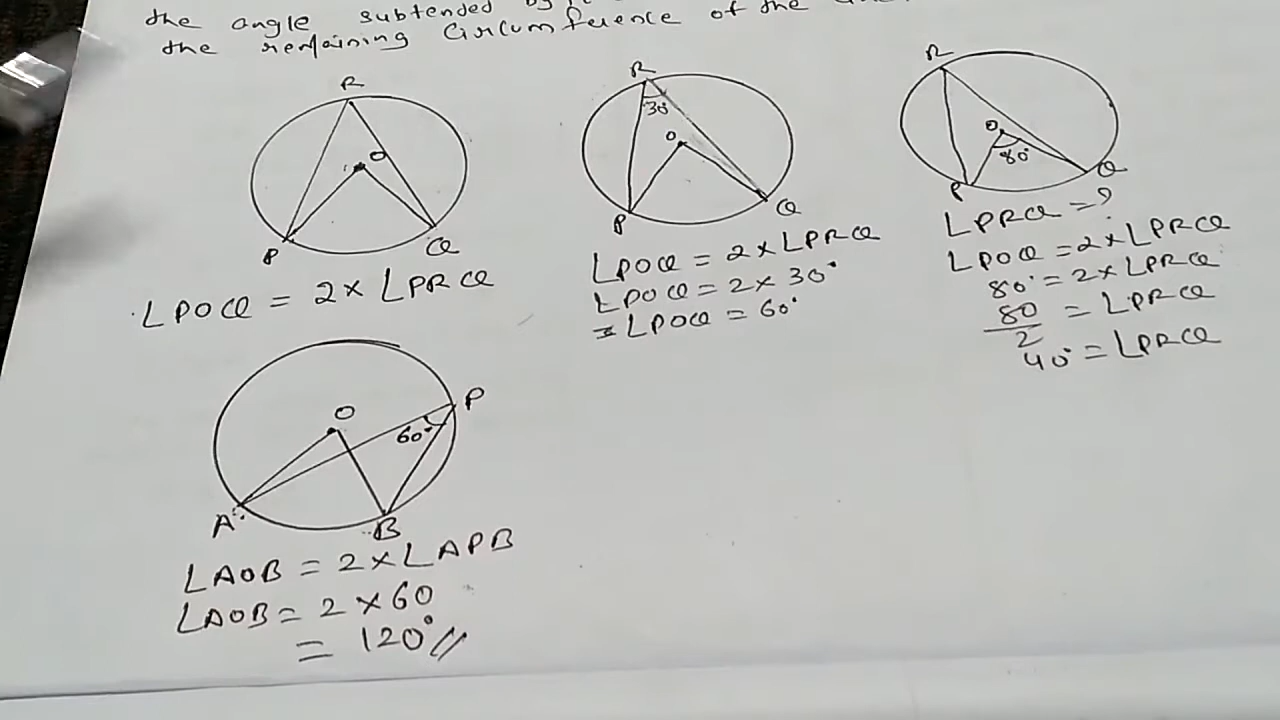 the angle subtended by
the remaining circumference of the
R
O
P
Q
∠POQ = 2 × ∠PRQ
R
30°
O
P
Q
∠POQ = 2 × ∠PRQ
∠POQ = 2 × 30°
∠POQ = 60°
R
O
80°
P
Q
∠PRQ = ?
∠POQ = 2 × ∠PRQ
80° = 2 × ∠PRQ
80/2 = ∠PRQ
40° = ∠PRQ
O
P
60°
A
B
∠AOB = 2 × ∠APB
∠AOB = 2 × 60
= 120° //